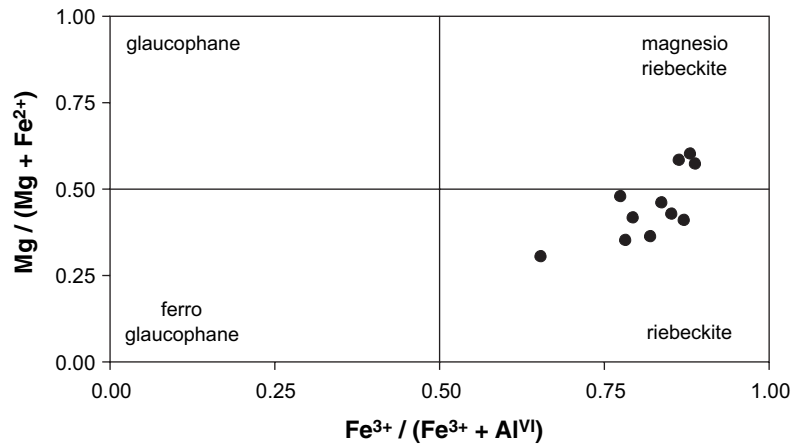 1.00
glaucophane
magnesio
riebeckite
0.75
Mg / (Mg + Fe²⁺)
0.50
0.25
ferro
glaucophane
riebeckite
0.00
0.00 0.25 0.50 0.75 1.00
Fe³⁺ / (Fe³⁺ + Alⱽᴵ)